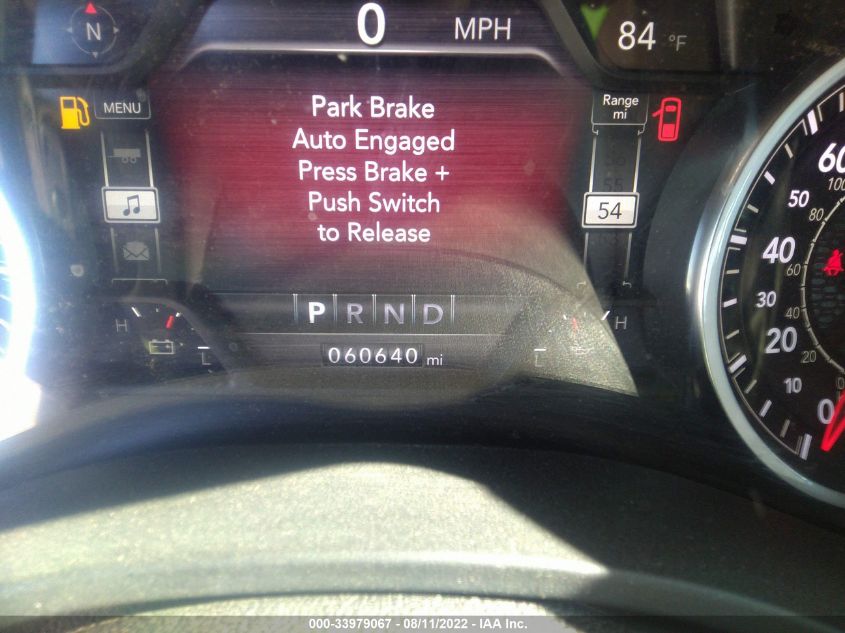 N
0 MPH
84 °F
MENU
Park Brake
Auto Engaged
Press Brake +
Push Switch
to Release
Range
mi
55
54
P R N D
H
L
H
L
060640 mi
60
50
40
30
20
10
0
100
80
60
40
20
000-33979067 - 08/11/2022 - IAA Inc.